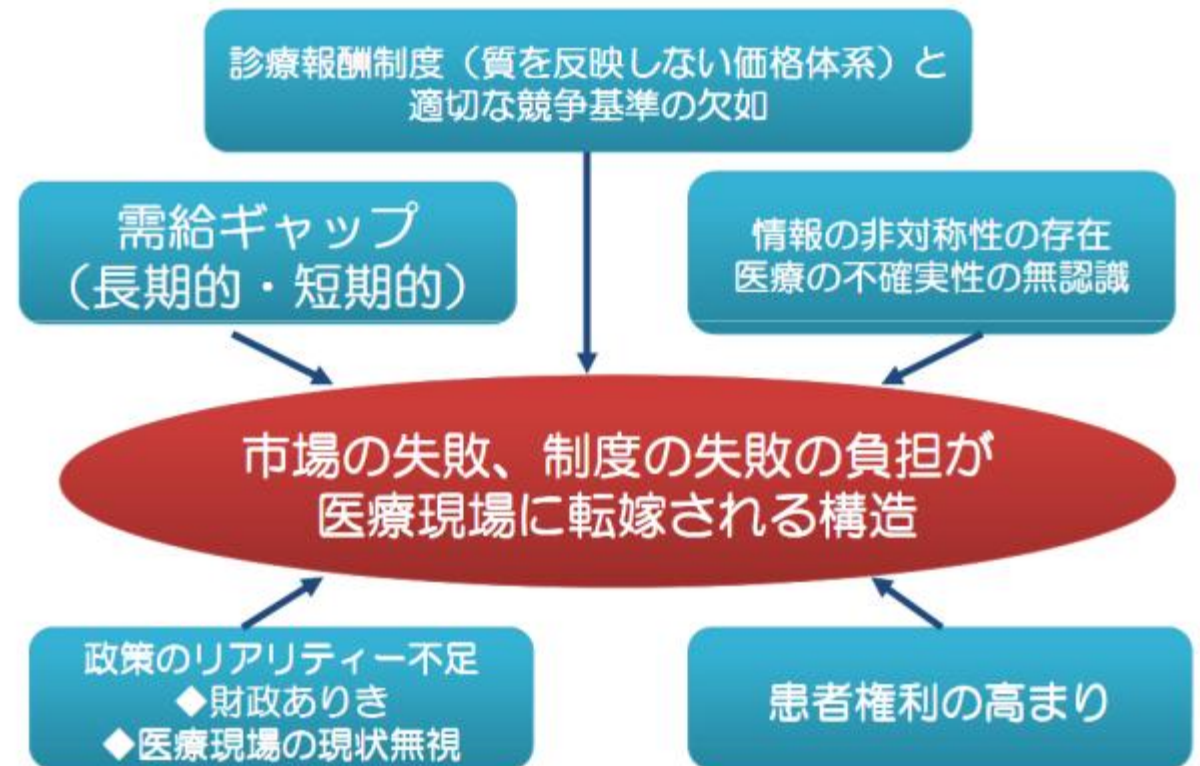 診療報酬制度（質を反映しない価格体系）と
適切な競争基準の欠如
需給ギャップ
（長期的・短期的）
情報の非対称性の存在
医療の不確実性の無認識
市場の失敗、制度の失敗の負担が
医療現場に転嫁される構造
政策のリアリティー不足
◆財政ありき
◆医療現場の現状無視
患者権利の高まり